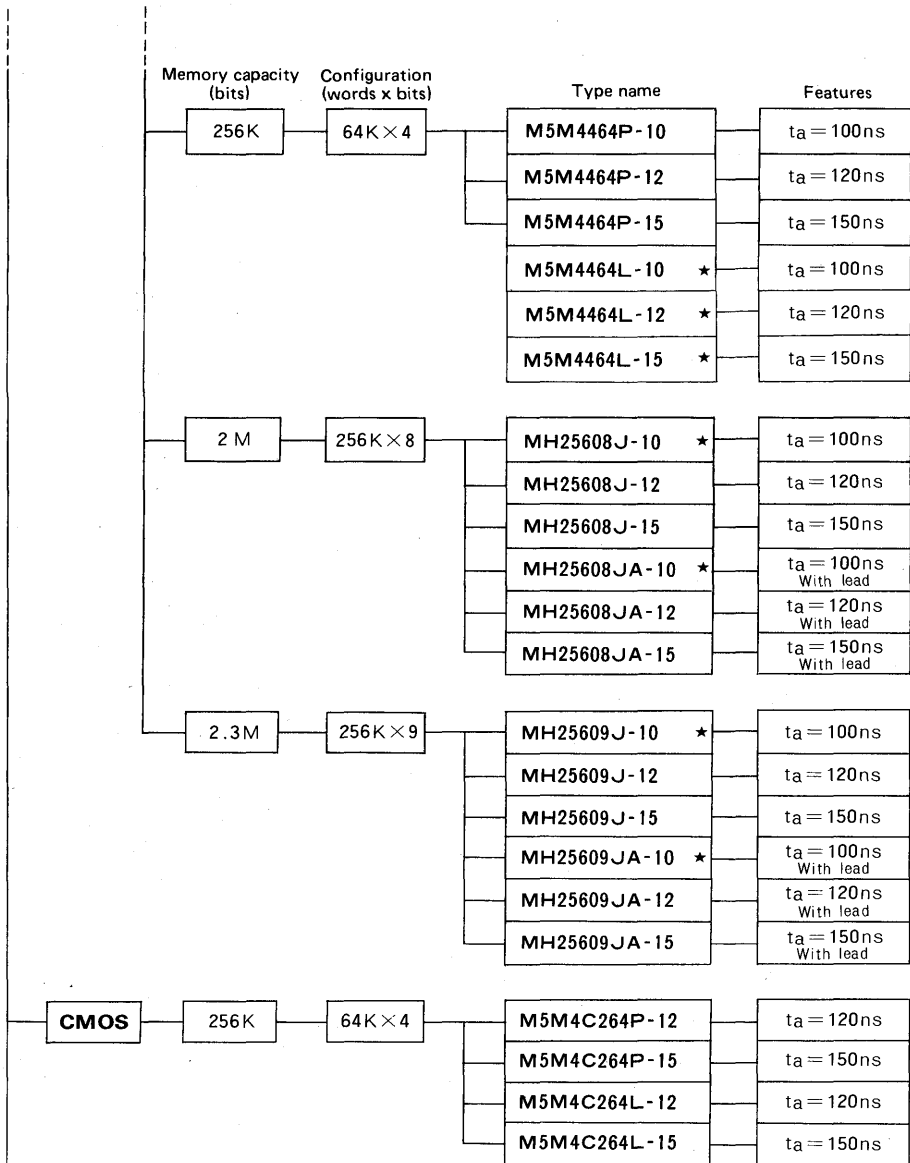 Memory capacity (bits)
Configuration (words x bits)
Type name
Features
256K
64K×4
M5M4464P-10
ta=100ns
M5M4464P-12
ta=120ns
M5M4464P-15
ta=150ns
M5M4464L-10 ★
ta=100ns
M5M4464L-12 ★
ta=120ns
M5M4464L-15 ★
ta=150ns
2M
256K×8
MH25608J-10 ★
ta=100ns
MH25608J-12
ta=120ns
MH25608J-15
ta=150ns
MH25608JA-10 ★
ta=100ns
With lead
MH25608JA-12
ta=120ns
With lead
MH25608JA-15
ta=150ns
With lead
2.3M
256K×9
MH25609J-10 ★
ta=100ns
MH25609J-12
ta=120ns
MH25609J-15
ta=150ns
MH25609JA-10 ★
ta=100ns
With lead
MH25609JA-12
ta=120ns
With lead
MH25609JA-15
ta=150ns
With lead
CMOS
256K
64K×4
M5M4C264P-12
ta=120ns
M5M4C264P-15
ta=150ns
M5M4C264L-12
ta=120ns
M5M4C264L-15
ta=150ns